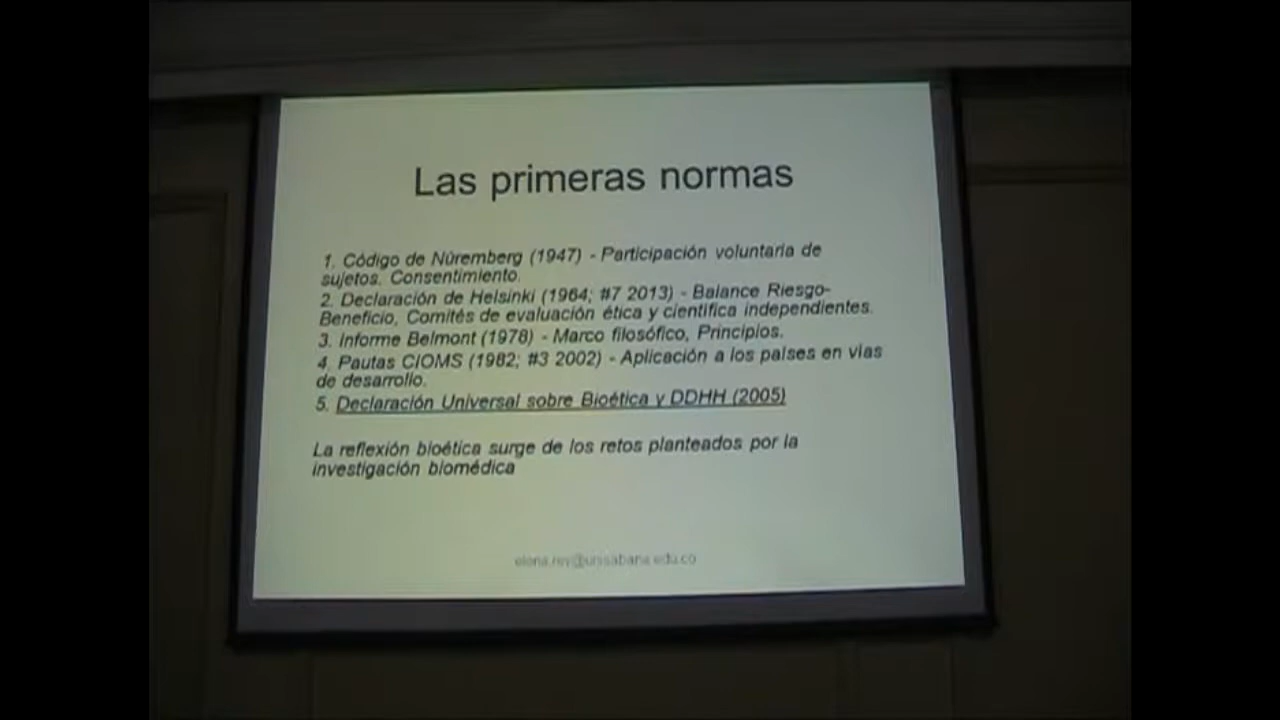 Las primeras normas
1. Código de Núremberg (1947) - Participación voluntaria de
sujetos. Consentimiento.
2. Declaración de Helsinki (1964; #7 2013) - Balance Riesgo-
Beneficio, Comités de evaluación ética y científica independientes.
3. Informe Belmont (1978) - Marco filosófico, Principios.
4. Pautas CIOMS (1982; #3 2002) - Aplicación a los países en vías
de desarrollo.
5. Declaración Universal sobre Bioética y DDHH (2005)
La reflexión bioética surge de los retos planteados por la
investigación biomédica
elena.rey@unisabana.edu.co